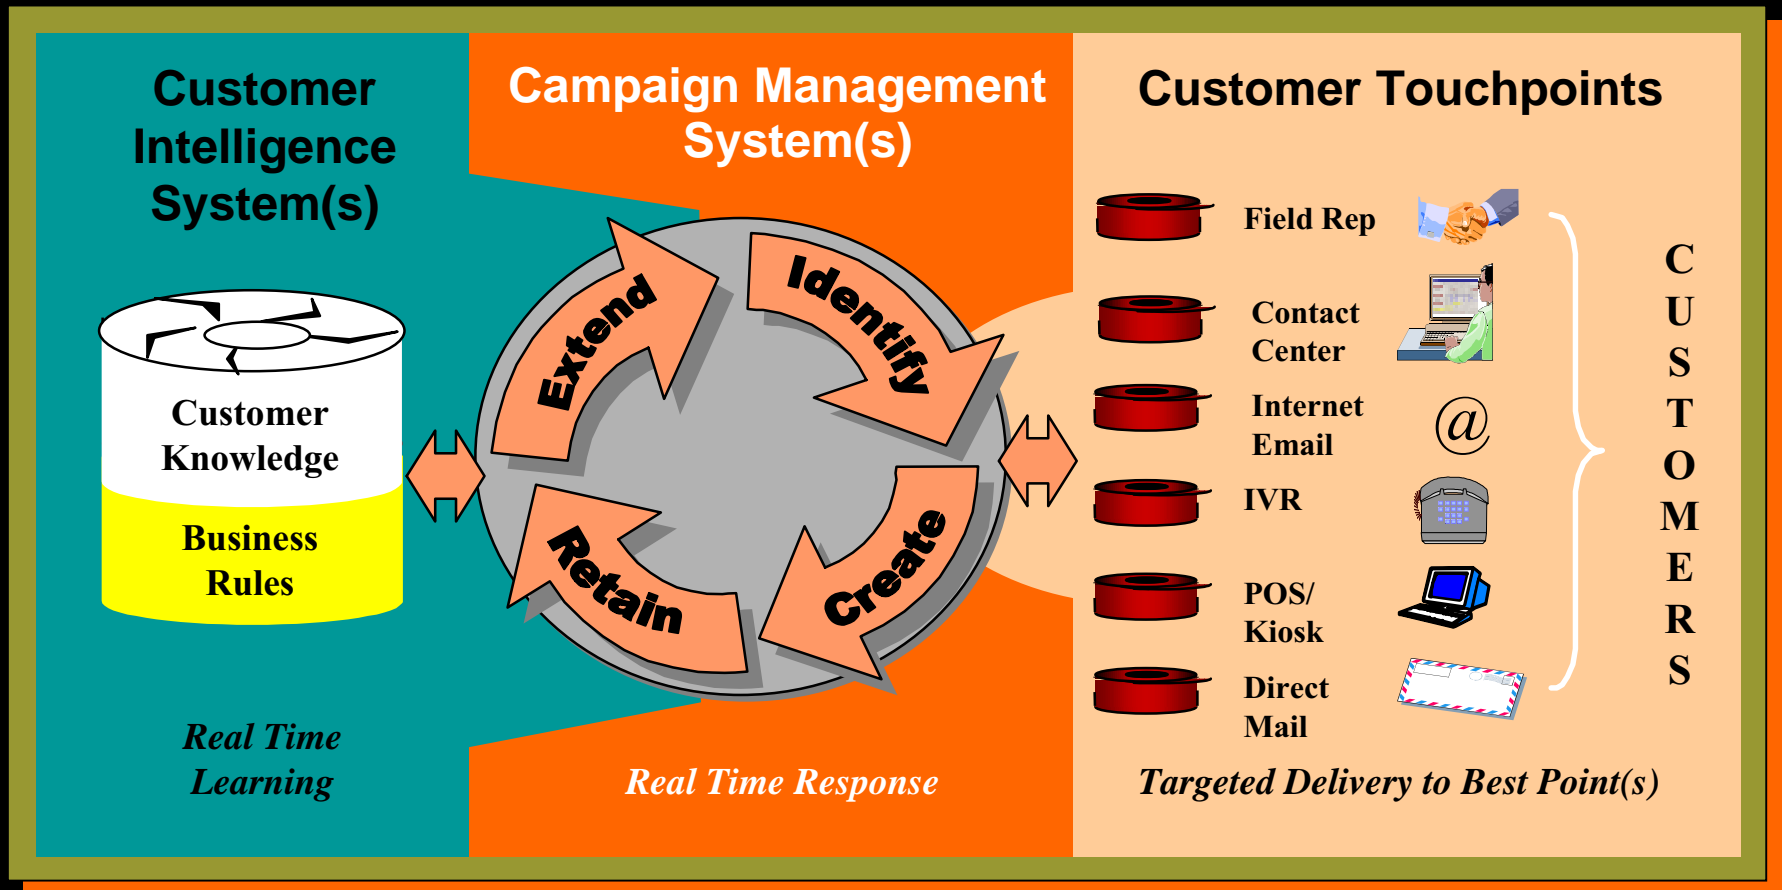 Customer
Intelligence
System(s)
Customer
Knowledge
Business
Rules
Real Time
Learning
Campaign Management
System(s)
Extend
Identify
Create
Retain
Real Time Response
Customer Touchpoints
Field Rep
Contact
Center
Internet
Email
@
IVR
POS/
Kiosk
Direct
Mail
C
U
S
T
O
M
E
R
S
Targeted Delivery to Best Point(s)